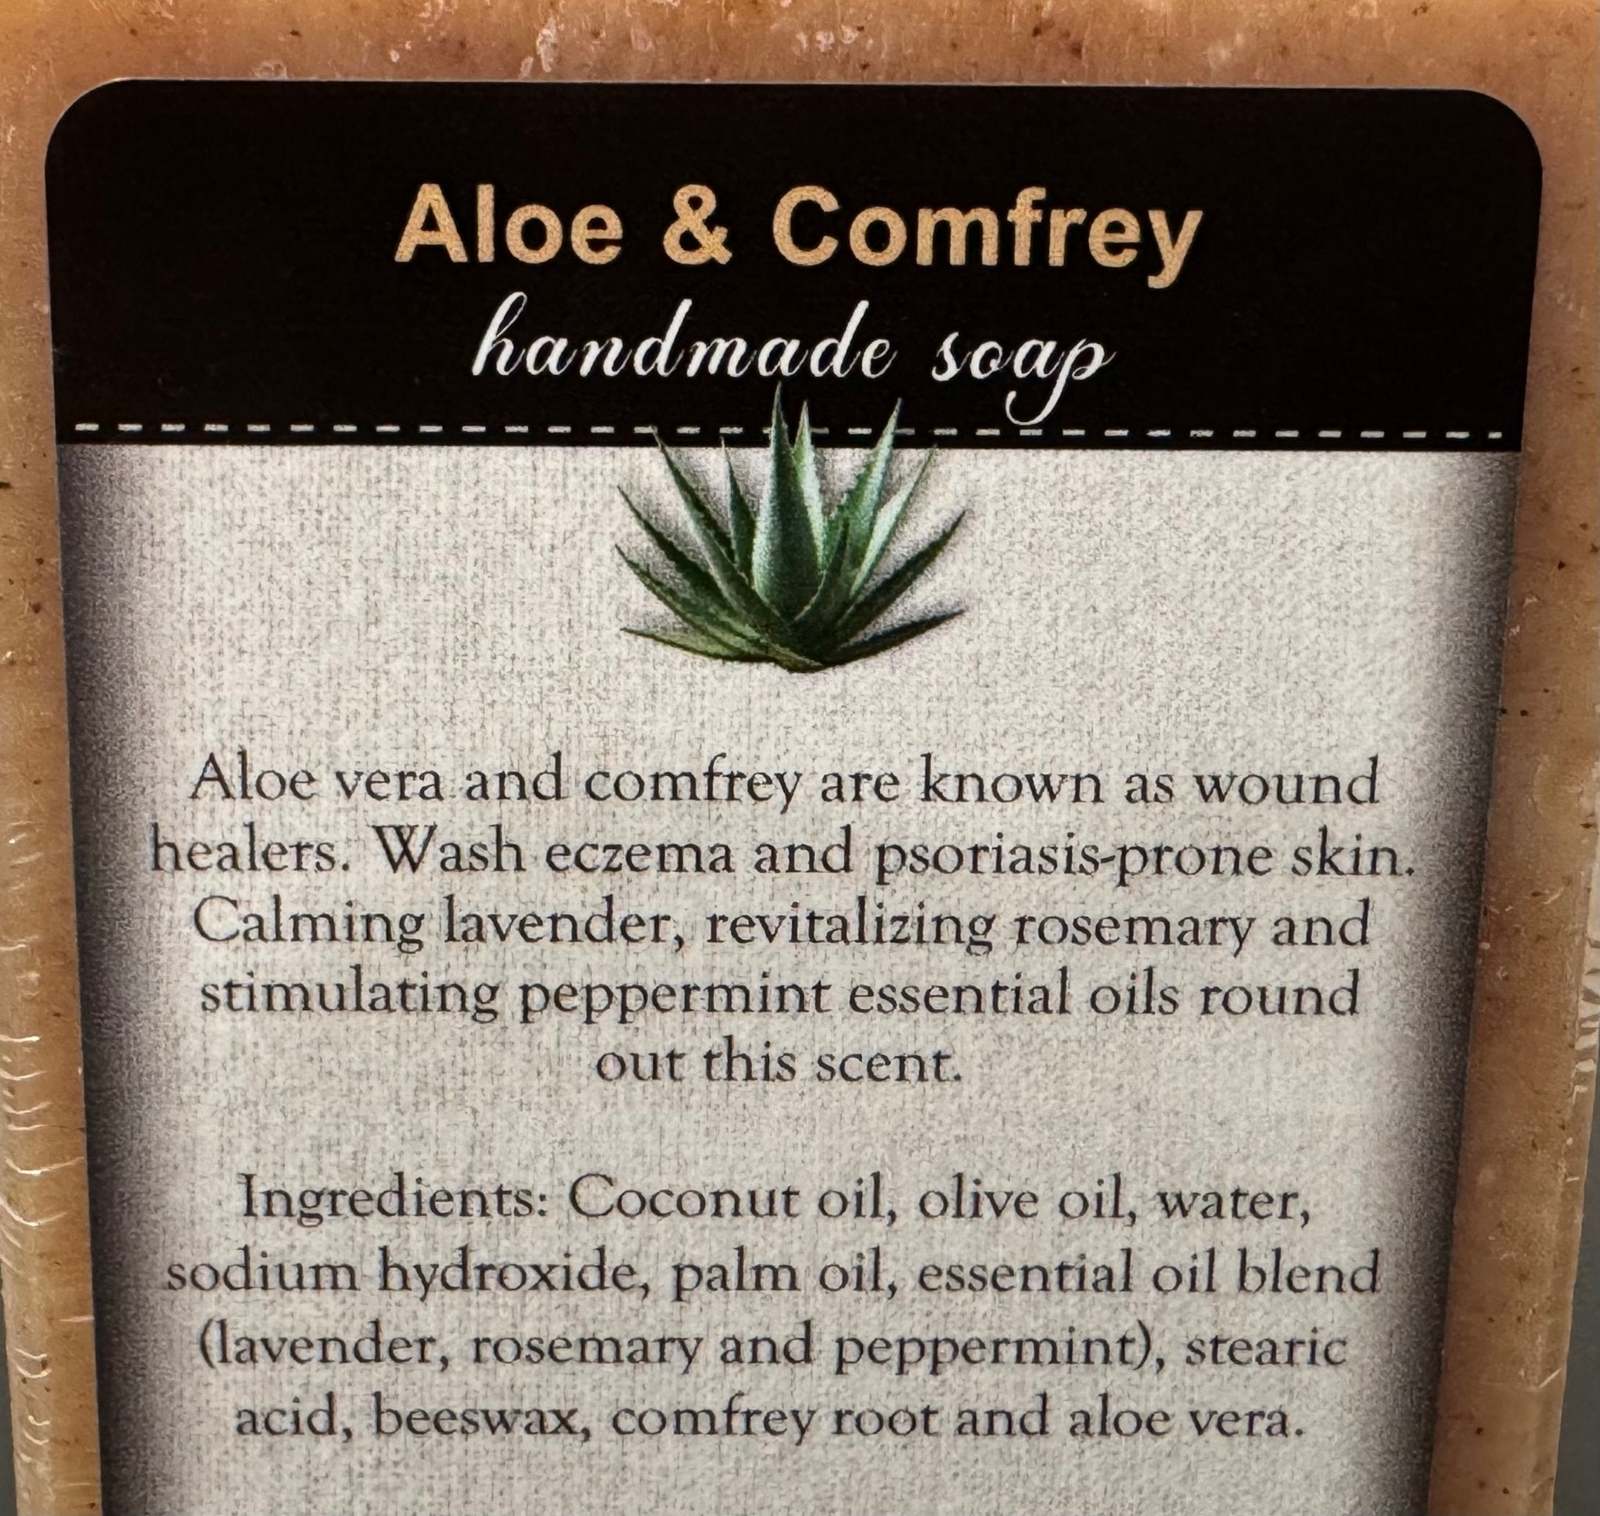 Aloe & Comfrey
handmade soap
Aloe vera and comfrey are known as wound
healers. Wash eczema and psoriasis-prone skin.
Calming lavender, revitalizing rosemary and
stimulating peppermint essential oils round
out this scent.
Ingredients: Coconut oil, olive oil, water,
sodium hydroxide, palm oil, essential oil blend
(lavender, rosemary and peppermint), stearic
acid, beeswax, comfrey root and aloe vera.